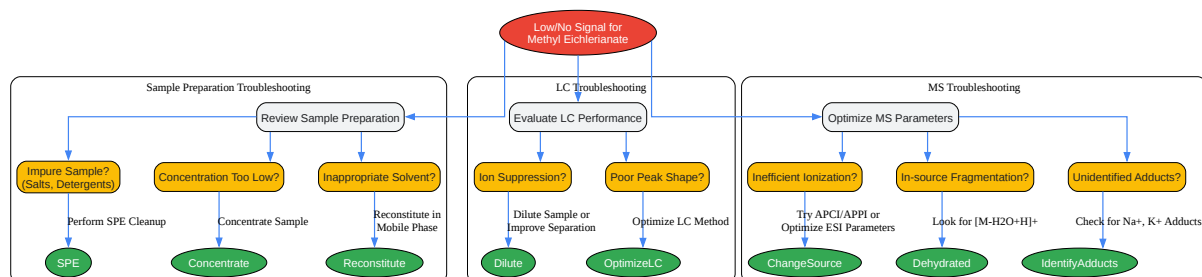 Low/No Signal for
Methyl Eichlerianate
Sample Preparation Troubleshooting
LC Troubleshooting
MS Troubleshooting
Review Sample Preparation
Evaluate LC Performance
Optimize MS Parameters
Impure Sample?
(Salts, Detergents)
Concentration Too Low?
Inappropriate Solvent?
Ion Suppression?
Poor Peak Shape?
Inefficient Ionization?
In-source Fragmentation?
Unidentified Adducts?
Perform SPE Cleanup
Concentrate Sample
Reconstitute in
Mobile Phase
Dilute Sample or
Improve Separation
Optimize LC Method
Try APCI/APPI or
Optimize ESI Parameters
Look for [M-H2O+H]+
Check for Na+, K+ Adducts
SPE
Concentrate
Reconstitute
Dilute
OptimizeLC
ChangeSource
Dehydrated
IdentifyAdducts